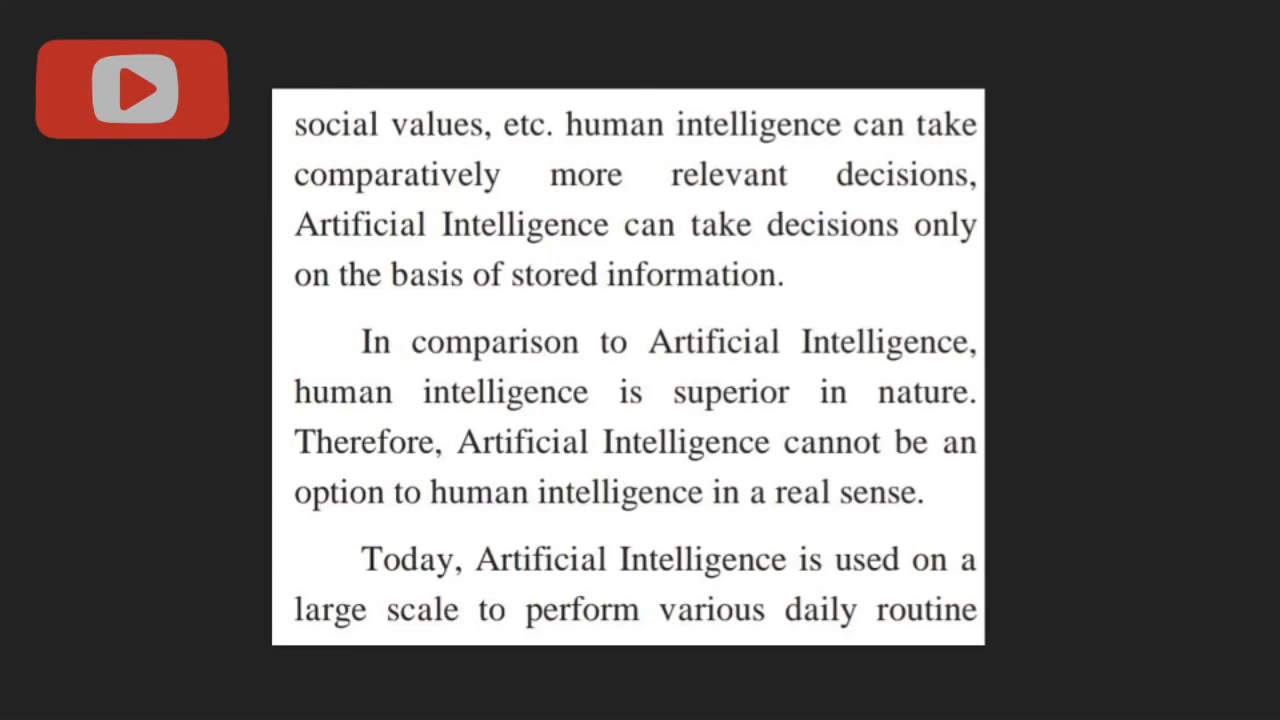 social values, etc. human intelligence can take
comparatively more relevant decisions,
Artificial Intelligence can take decisions only
on the basis of stored information.
In comparison to Artificial Intelligence,
human intelligence is superior in nature.
Therefore, Artificial Intelligence cannot be an
option to human intelligence in a real sense.
Today, Artificial Intelligence is used on a
large scale to perform various daily routine